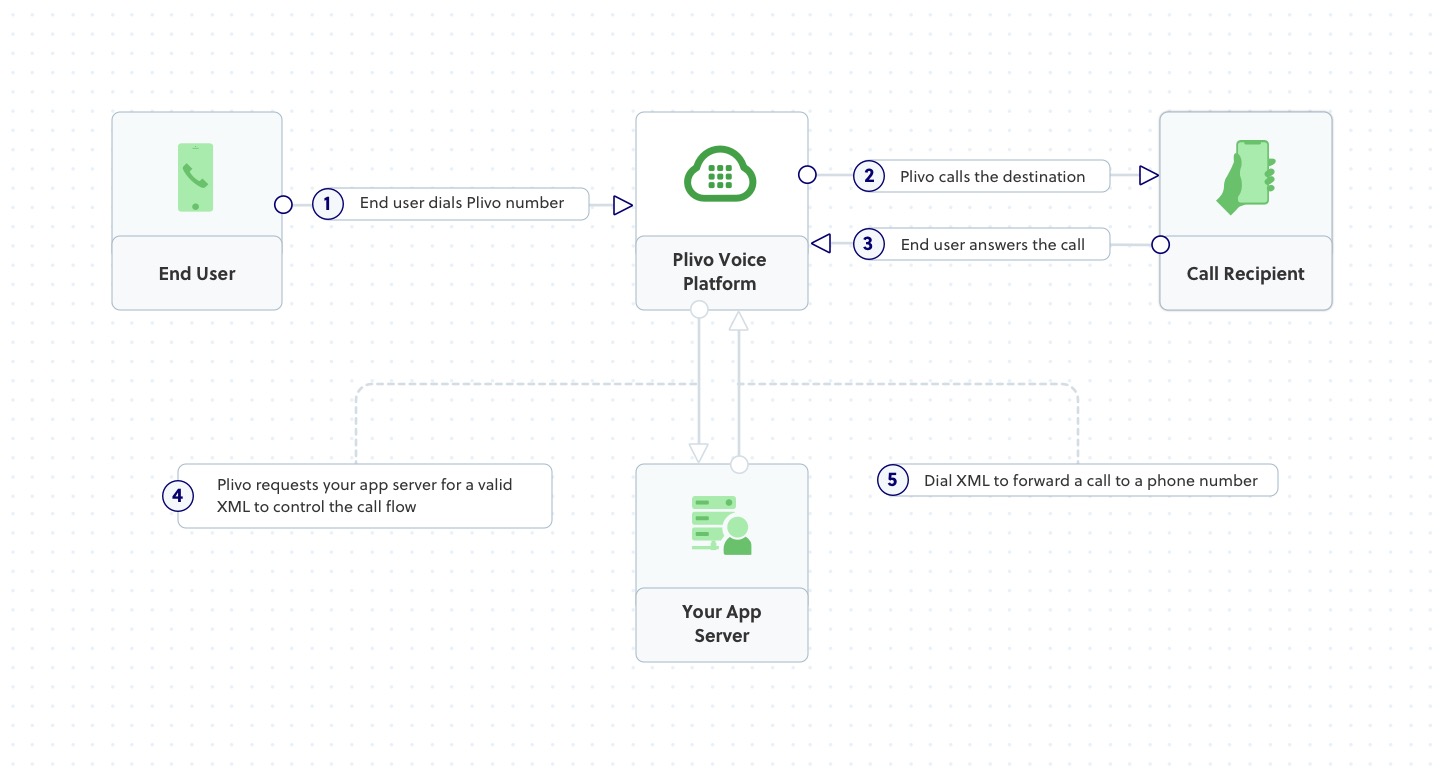 1
End user dials Plivo number
2
Plivo calls the destination
3
End user answers the call
End User
Plivo Voice
Platform
Call Recipient
4
Plivo requests your app server for a valid
XML to control the call flow
5
Dial XML to forward a call to a phone number
Your App
Server